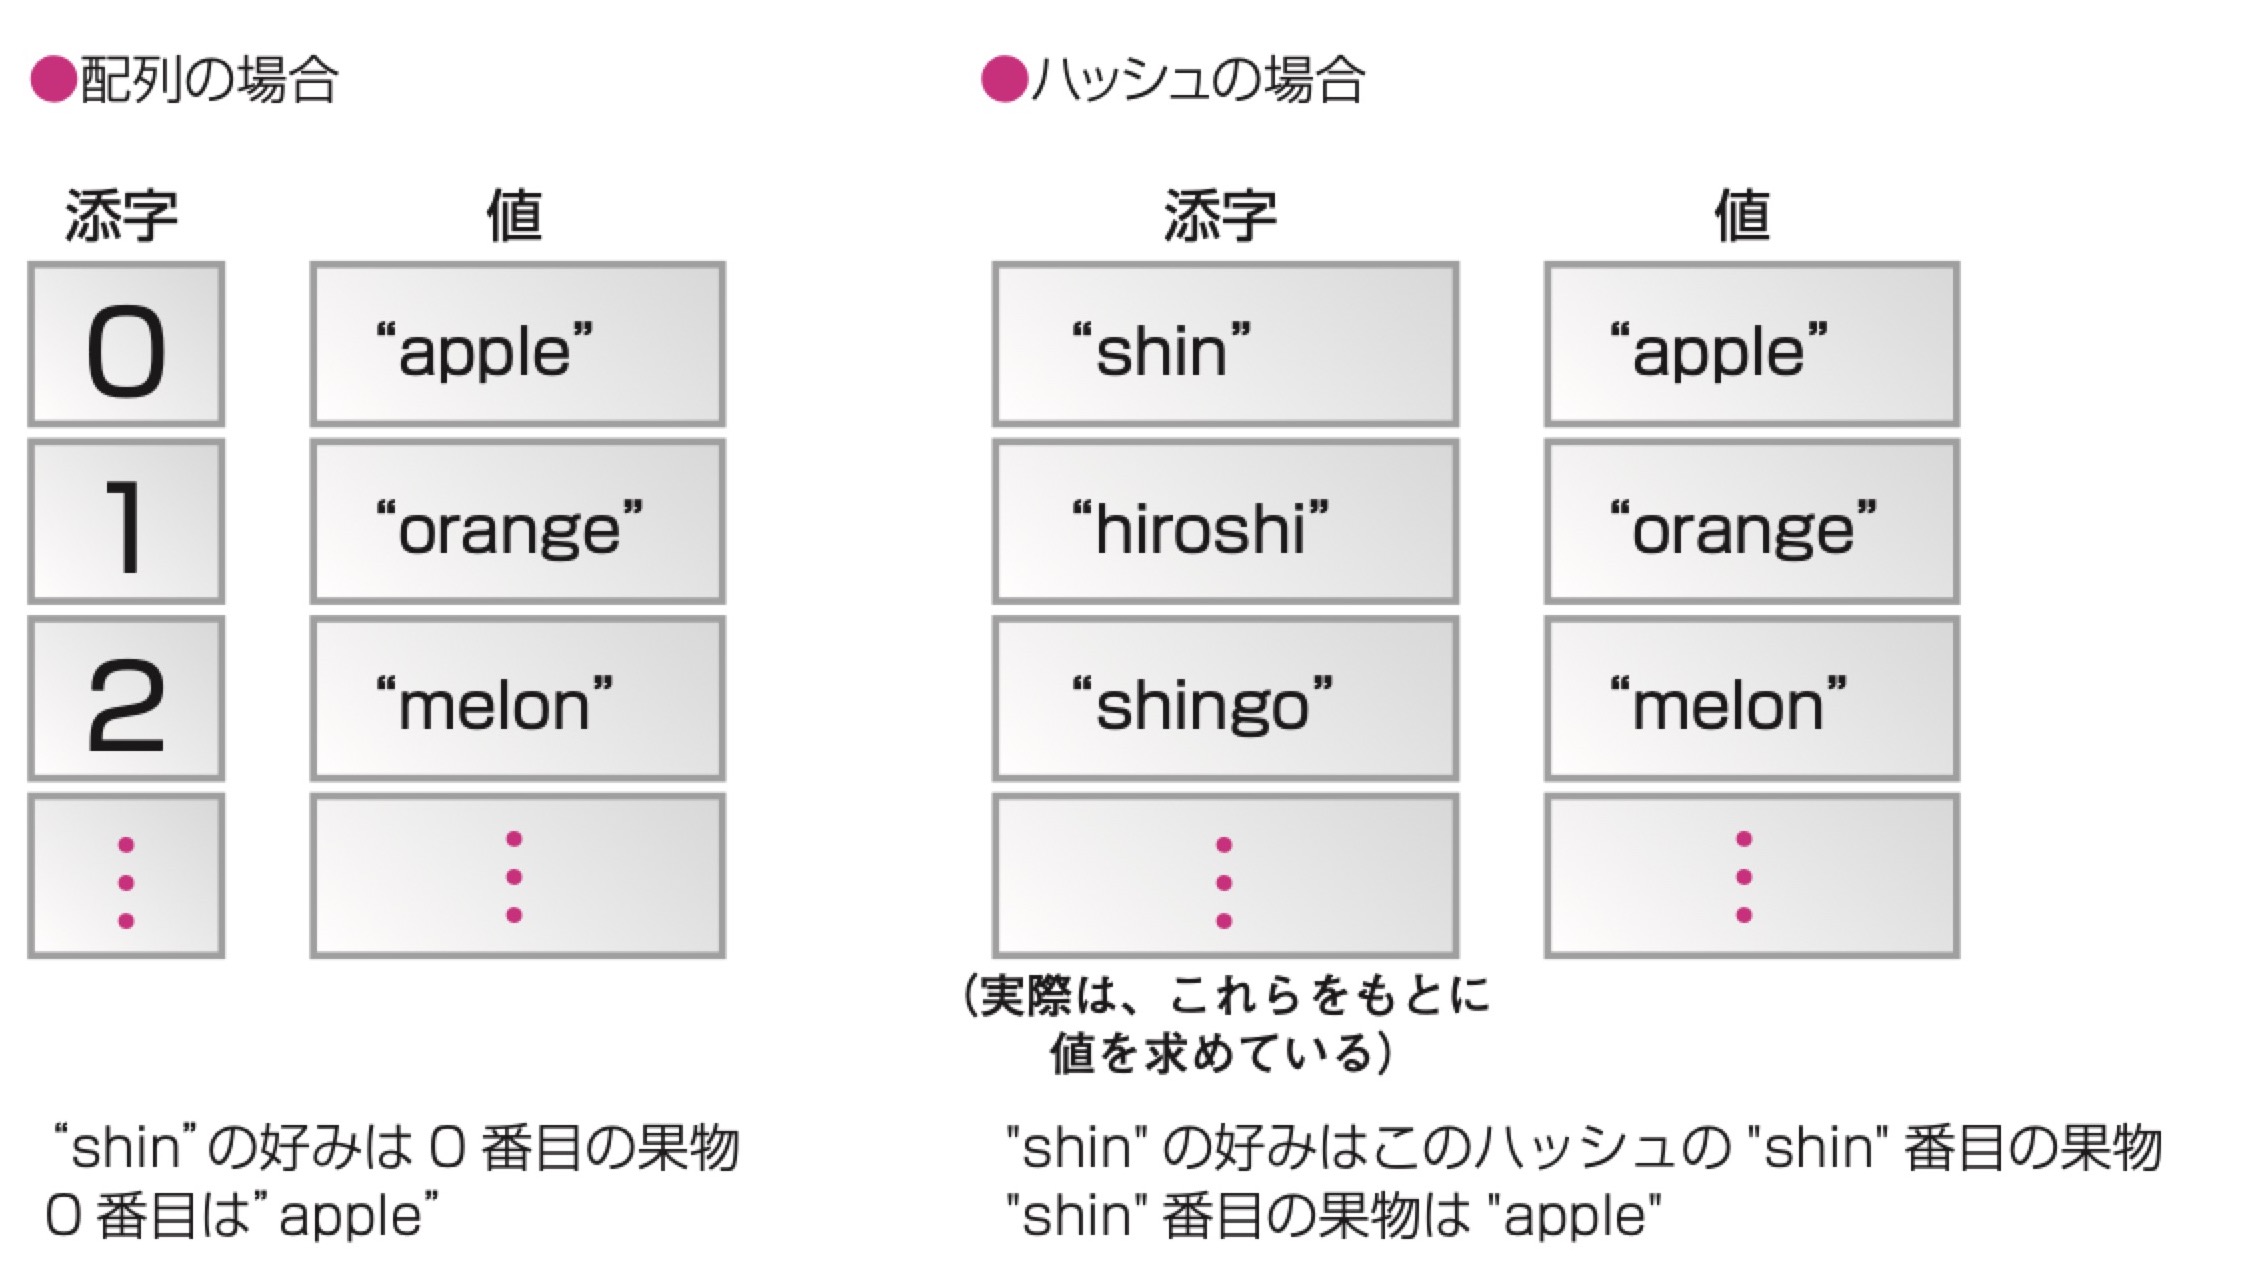 ●配列の場合
添字 値
0 “apple”
1 “orange”
2 “melon”
“shin”の好みは 0 番目の果物
0 番目は”apple”
●ハッシュの場合
添字 値
“shin” “apple”
“hiroshi” “orange”
“shingo” “melon”
（実際は、これらをもとに
値を求めている）
"shin" の好みはこのハッシュの "shin" 番目の果物
"shin" 番目の果物は "apple"